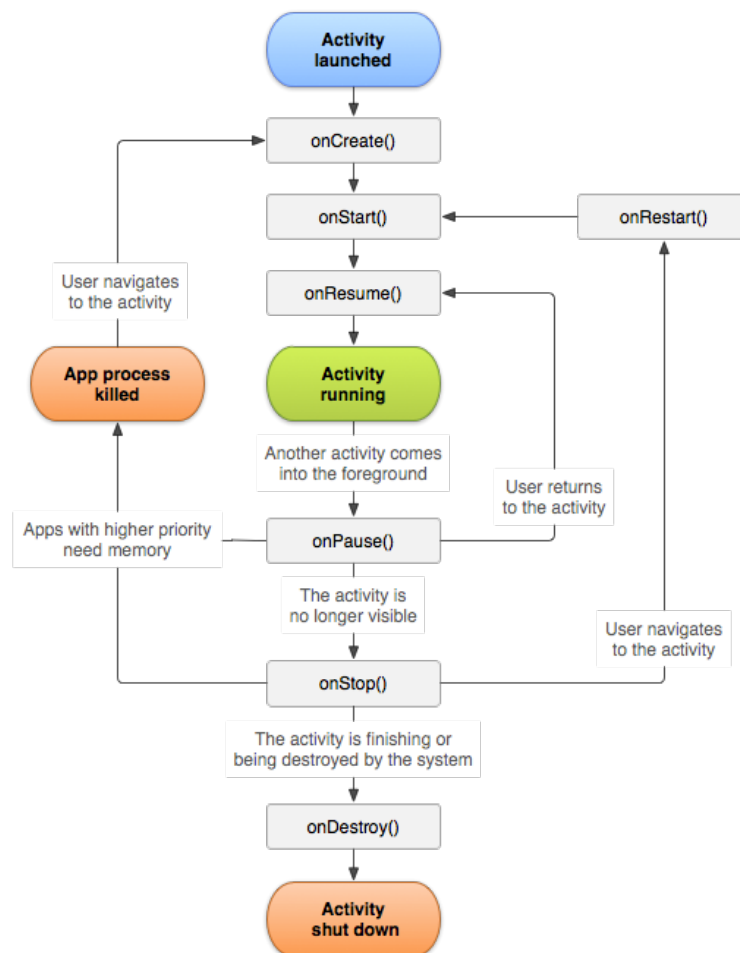 Activity
launched
onCreate()
onStart()
onRestart()
User navigates
to the activity
onResume()
App process
killed
Activity
running
Another activity comes
into the foreground
User returns
to the activity
Apps with higher priority
need memory
onPause()
The activity is
no longer visible
User navigates
to the activity
onStop()
The activity is finishing or
being destroyed by the system
onDestroy()
Activity
shut down